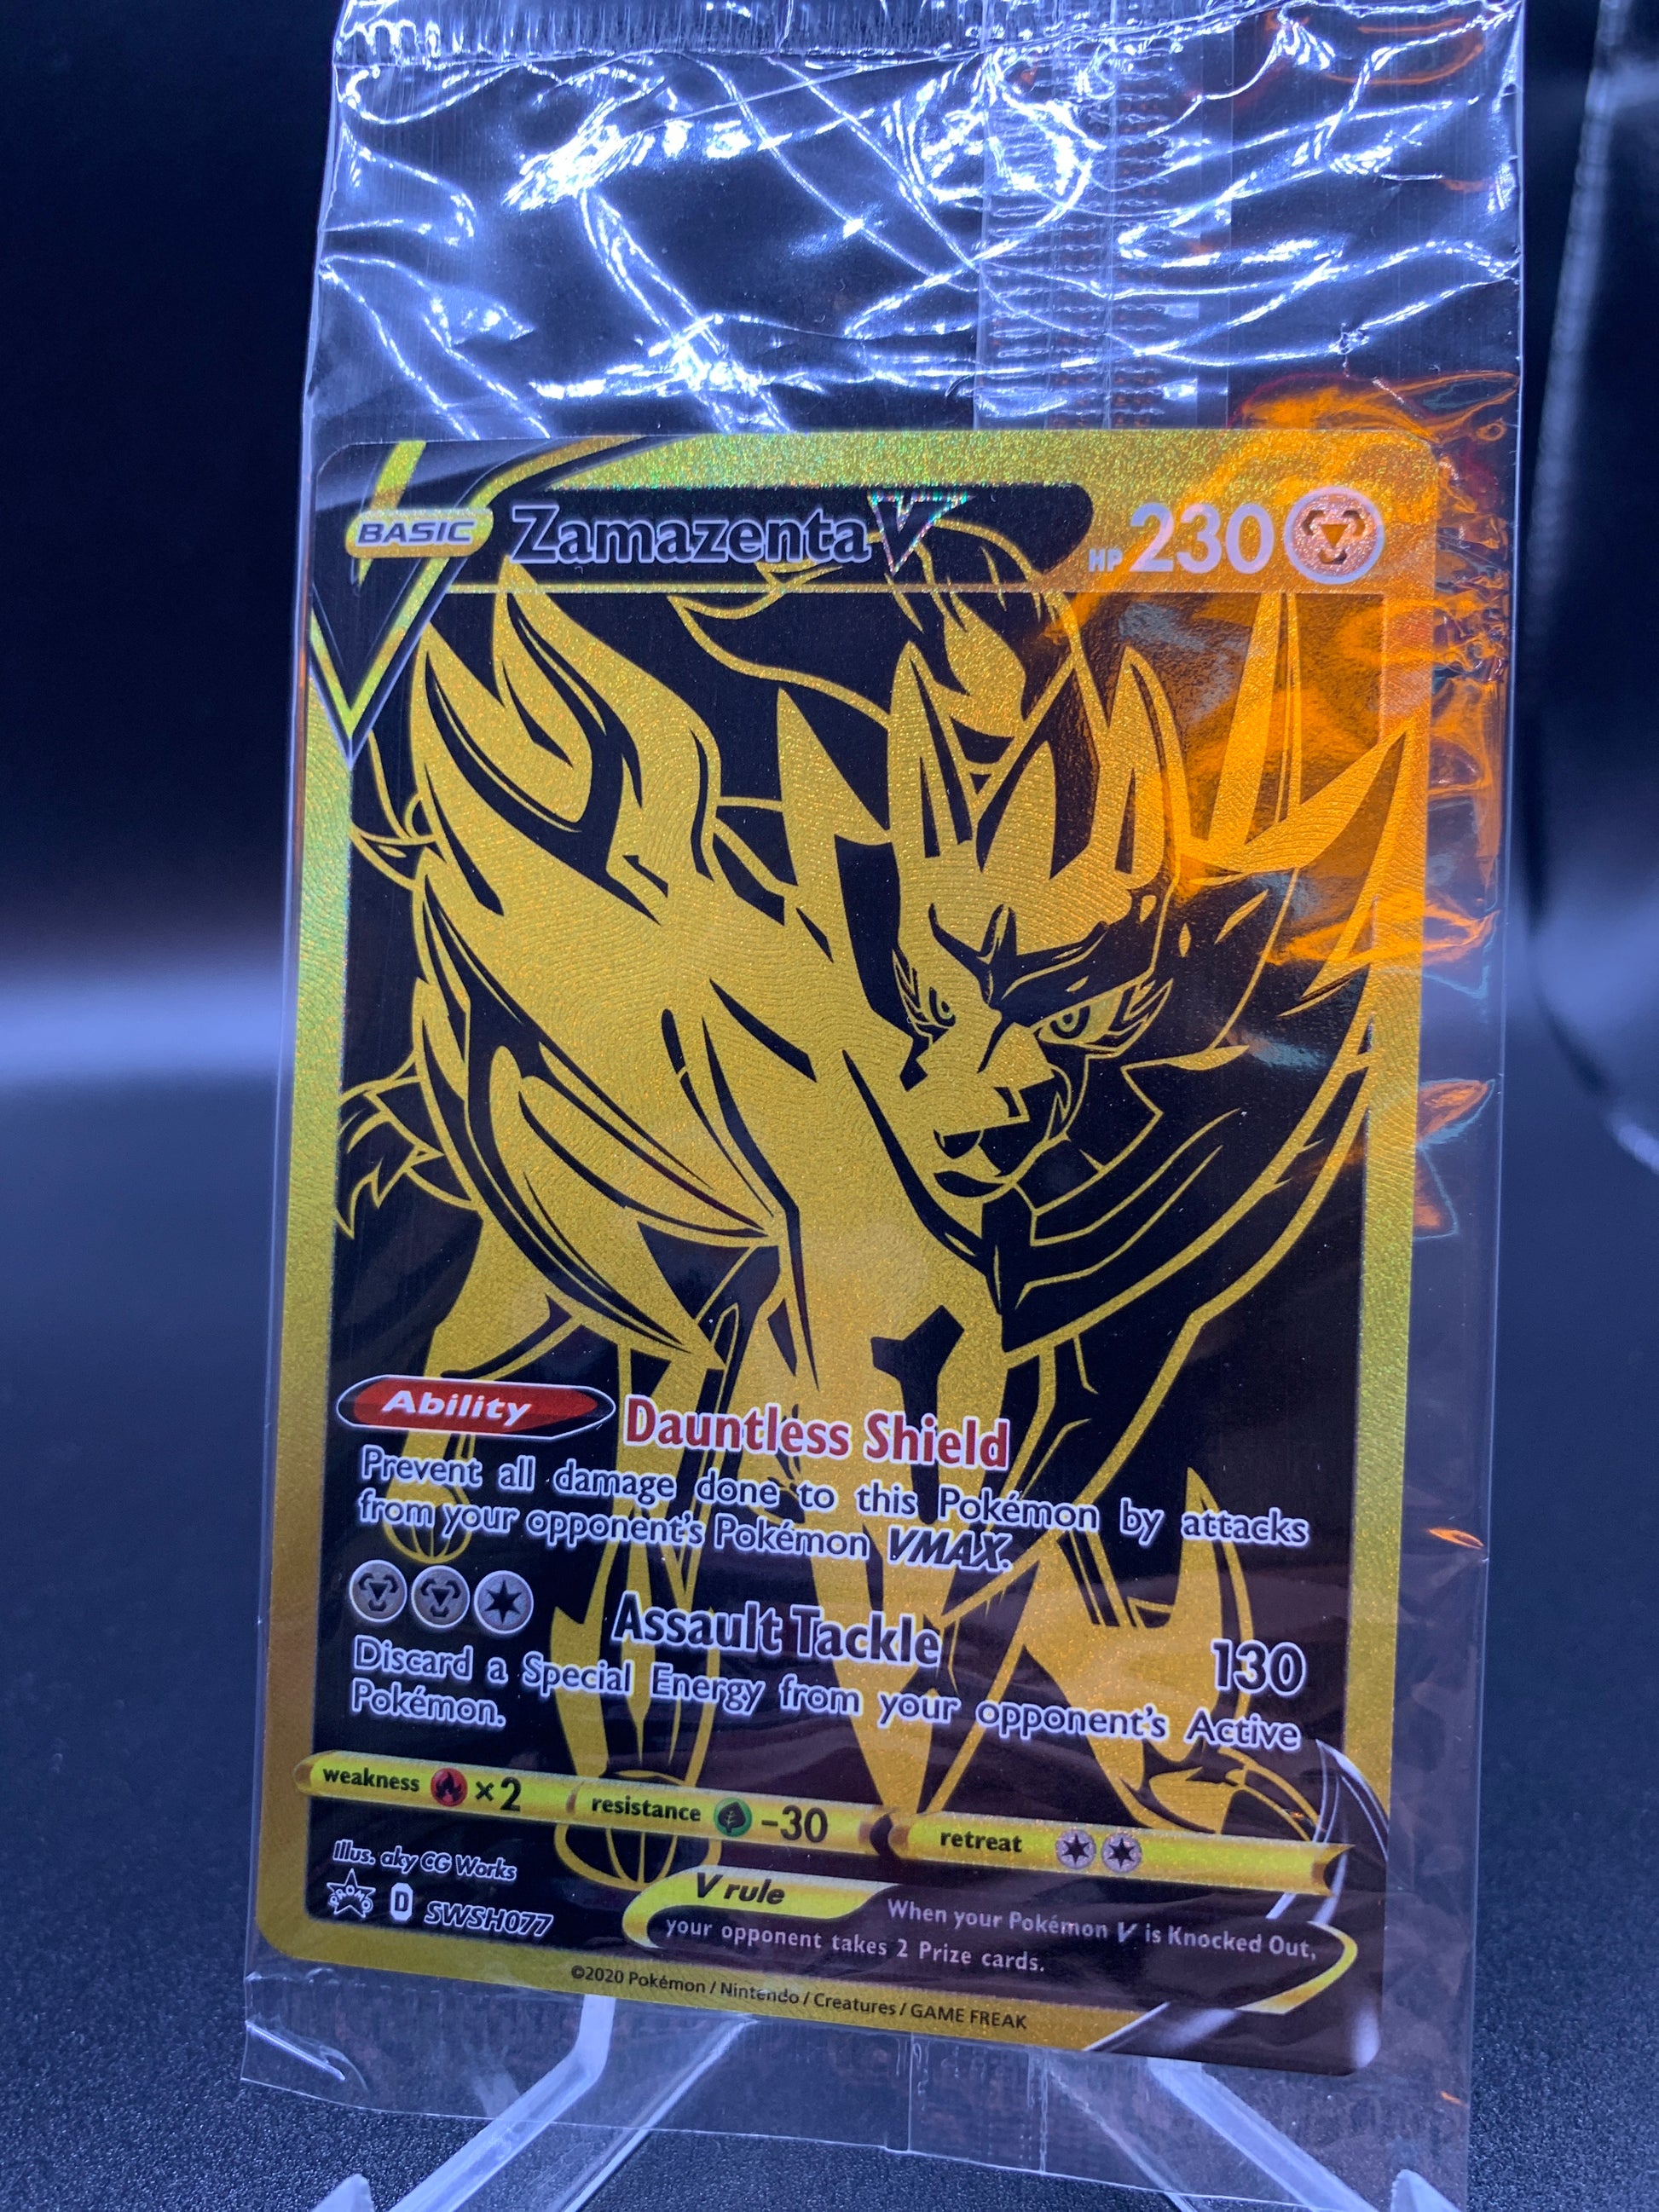 BASIC Zamazenta V HP 230
Ability Dauntless Shield
Prevent all damage done to this Pokémon by attacks
from your opponent's Pokémon VMAX.
Assault Tackle 130
Discard a Special Energy from your opponent's Active
Pokémon.
weakness ×2 resistance -30 retreat
Illus. aky CG Works
PROMO D SWSH077
V rule When your Pokémon V is Knocked Out,
your opponent takes 2 Prize cards.
©2020 Pokémon / Nintendo / Creatures / GAME FREAK